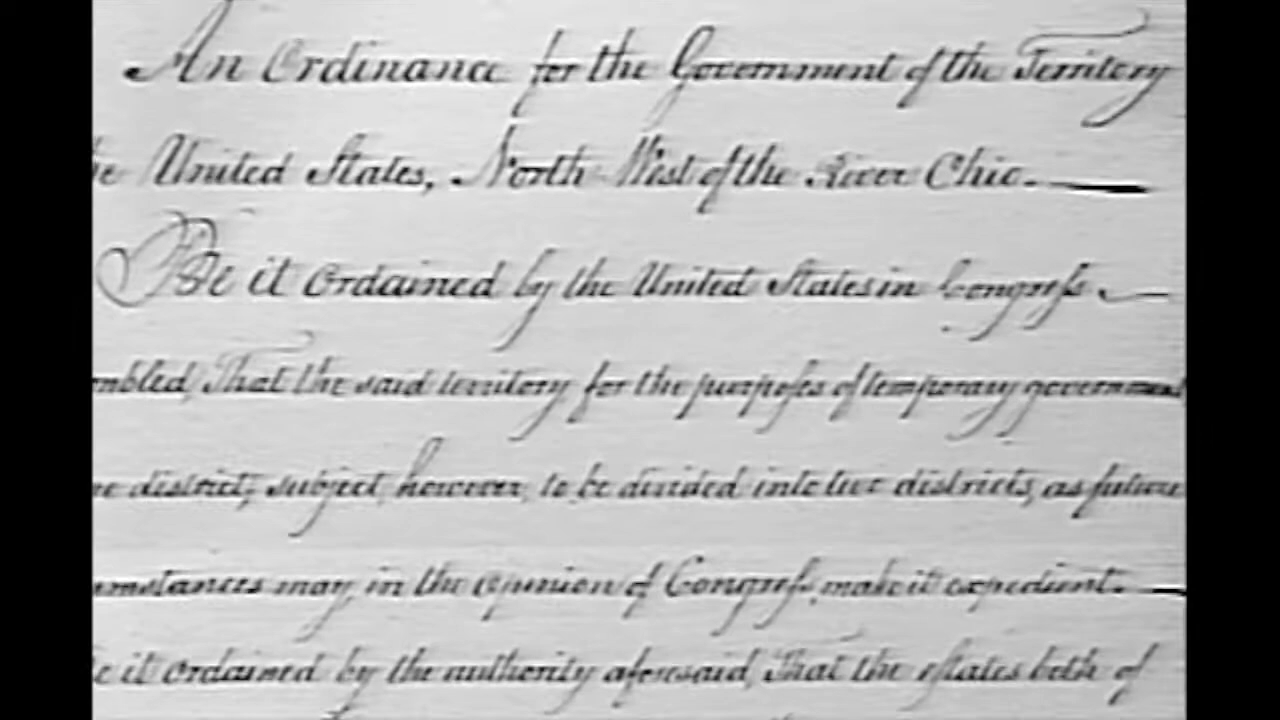 An Ordinance for the Government of the Territory
he United States, North West of the River Ohio.
Be it Ordained by the United States in Congreſs
mbled, That the said territory for the purpoſes of temporary government
ne district, subject, however, to be divided into two districts, as future
umstances may, in the Opinion of Congreſs, make it expedient.
e it ordained by the authority aforesaid, That the eſtates both of